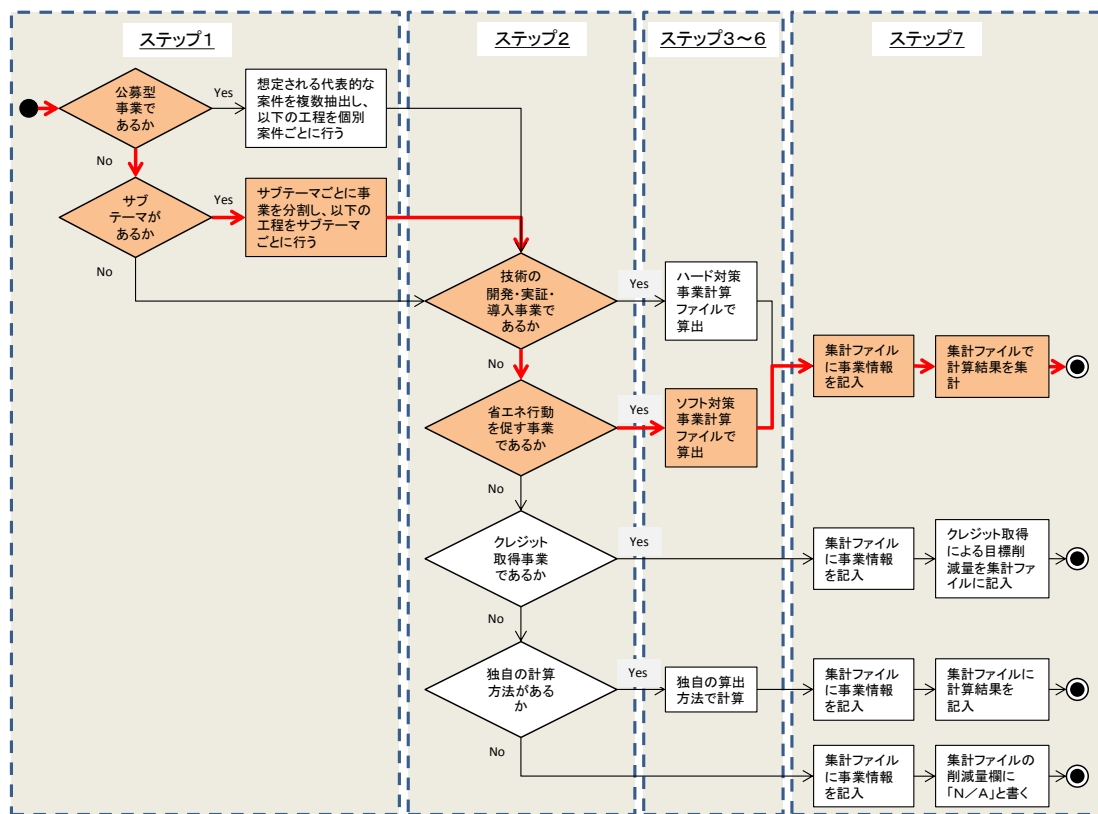 ステップ1
ステップ2
ステップ3～6
ステップ7
公募型
事業で
あるか
Yes
想定される代表的な
案件を複数抽出し、
以下の工程を個別
案件ごとに行う
No
サブ
テーマが
あるか
Yes
サブテーマごとに事
業を分割し、以下の
工程をサブテーマ
ごとに行う
No
技術の
開発・実証・
導入事業で
あるか
Yes
ハード対策
事業計算
ファイルで
算出
No
省エネ行動
を促す事業
であるか
Yes
ソフト対策
事業計算
ファイルで
算出
集計ファイル
に事業情報
を記入
集計ファイルで
計算結果を集
計
No
クレジット
取得事業
であるか
Yes
集計ファイル
に事業情報
を記入
クレジット取得
による目標削
減量を集計ファ
イルに記入
No
独自の計算
方法がある
か
Yes
独自の算出
方法で計算
集計ファイル
に事業情報
を記入
集計ファイルに
計算結果を
記入
No
集計ファイル
に事業情報
を記入
集計ファイルの
削減量欄に
「N／A」と書く